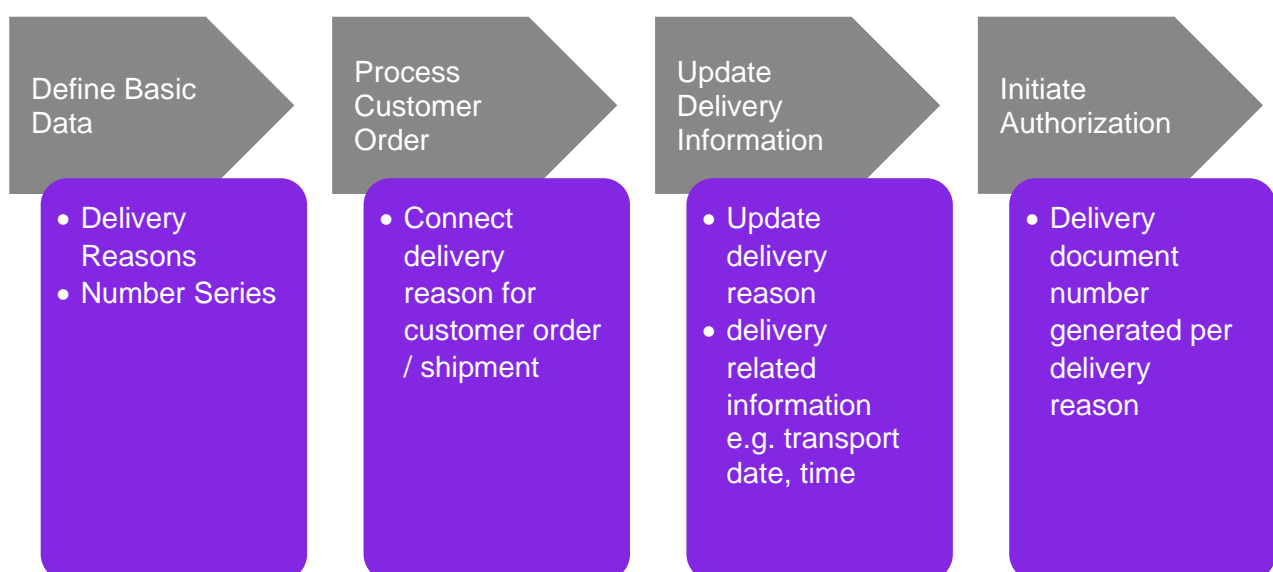 Define Basic
Data
• Delivery
Reasons
• Number Series
Process
Customer
Order
• Connect
delivery
reason for
customer order
/ shipment
Update
Delivery
Information
• Update
delivery
reason
• delivery
related
information
e.g. transport
date, time
Initiate
Authorization
• Delivery
document
number
generated per
delivery
reason